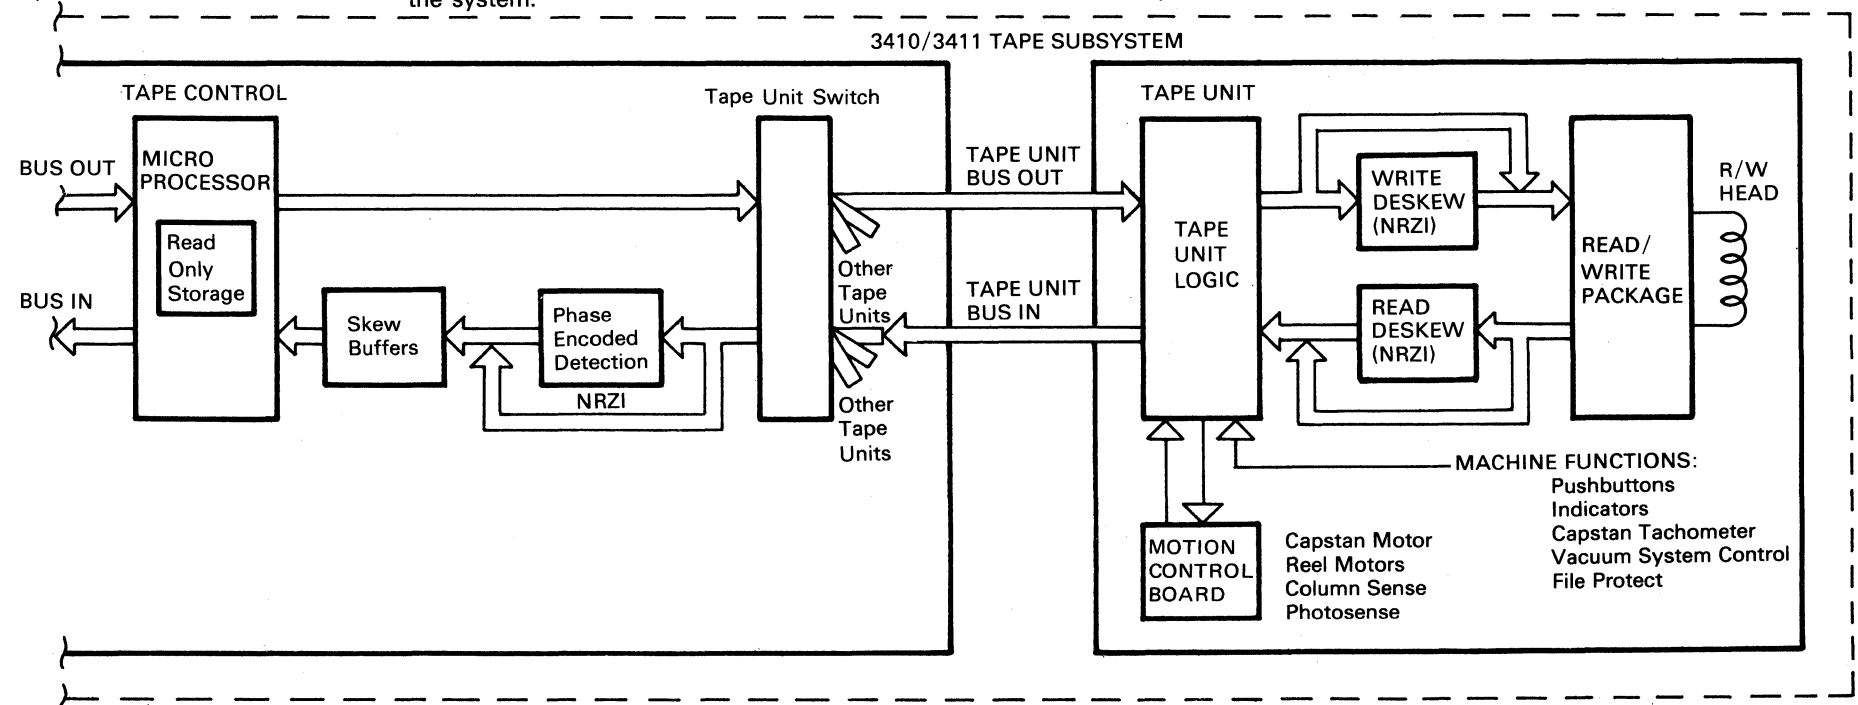 the system.
3410/3411 TAPE SUBSYSTEM
TAPE CONTROL
Tape Unit Switch
TAPE UNIT
BUS OUT
MICRO
PROCESSOR
Read
Only
Storage
BUS IN
Skew
Buffers
Phase
Encoded
Detection
NRZI
Other
Tape
Units
Other
Tape
Units
TAPE UNIT
BUS OUT
TAPE UNIT
BUS IN
TAPE
UNIT
LOGIC
WRITE
DESKEW
(NRZI)
READ
DESKEW
(NRZI)
READ/
WRITE
PACKAGE
R/W
HEAD
MACHINE FUNCTIONS:
Pushbuttons
Indicators
Capstan Tachometer
Vacuum System Control
File Protect
MOTION
CONTROL
BOARD
Capstan Motor
Reel Motors
Column Sense
Photosense